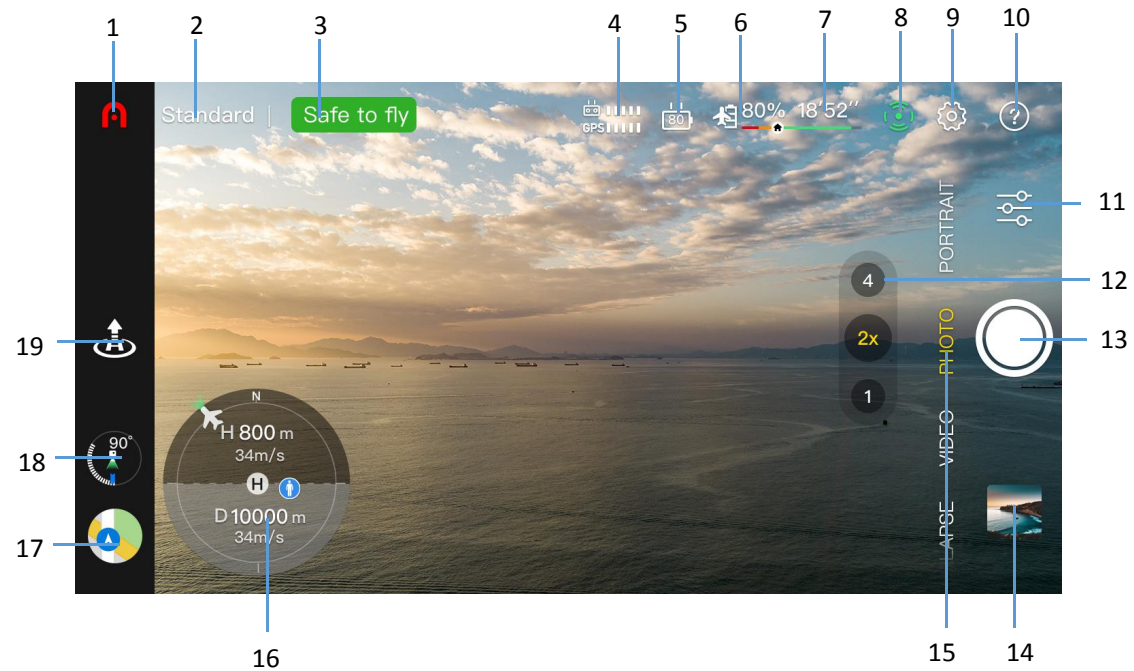 1 2 3 4 5 6 7 8 9 10
Standard | Safe to fly
GPS
80
80% 18'52''
11
PORTRAIT
12
4
PHOTO
2x
13
19
1
VIDEO
N
90°
H 800 m
34m/s
18
H
D 10000 m
34m/s
LAPSE
17
16
15
14